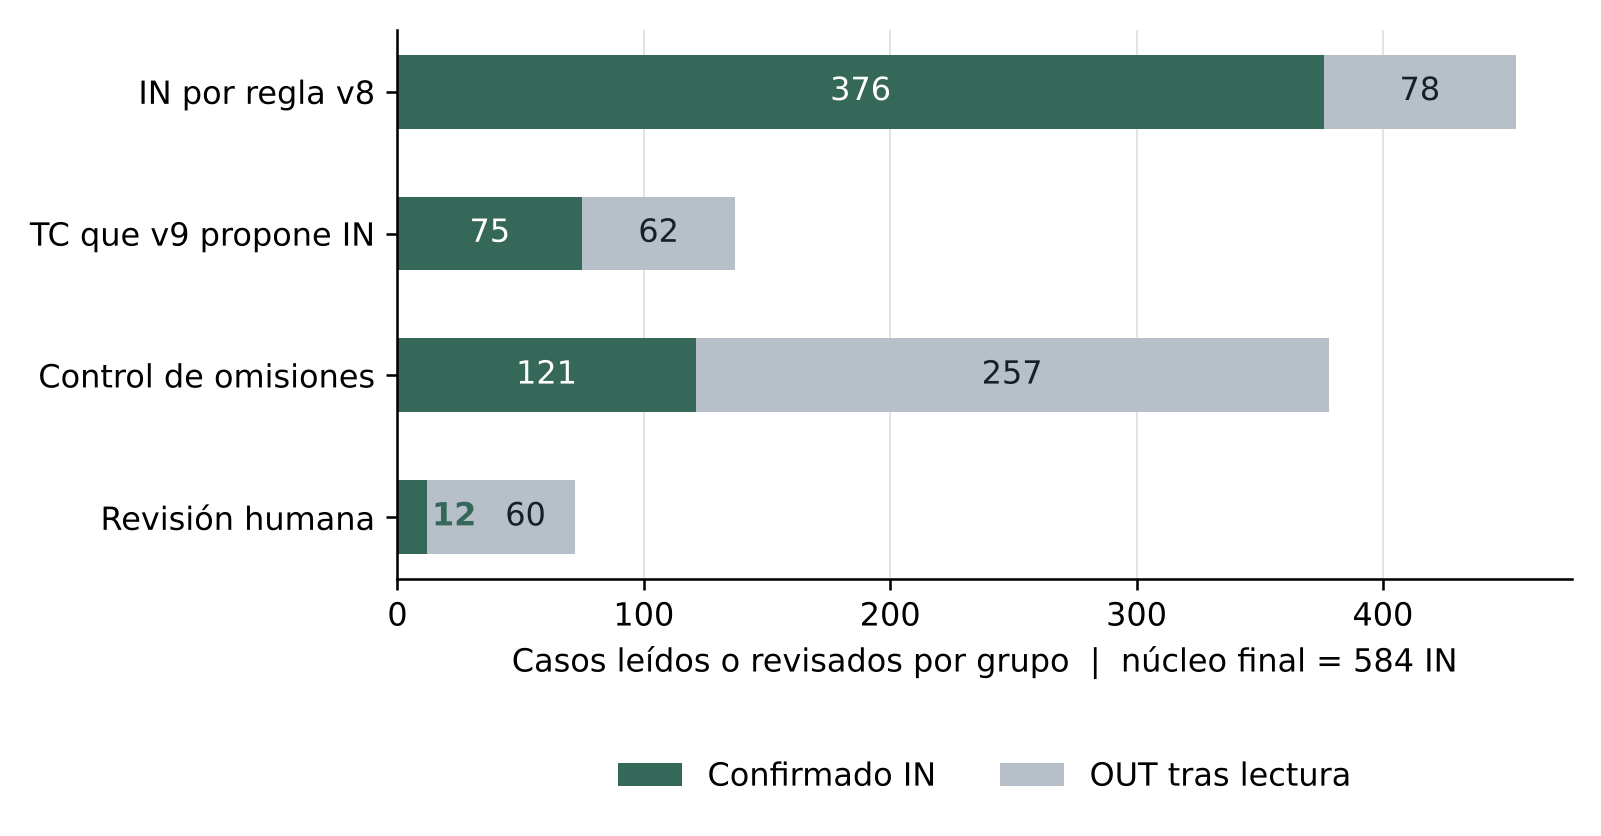 IN por regla v8
376
78
TC que v9 propone IN
75
62
Control de omisiones
121
257
Revisión humana
12
60
0 100 200 300 400
Casos leídos o revisados por grupo | núcleo final = 584 IN
Confirmado IN
OUT tras lectura